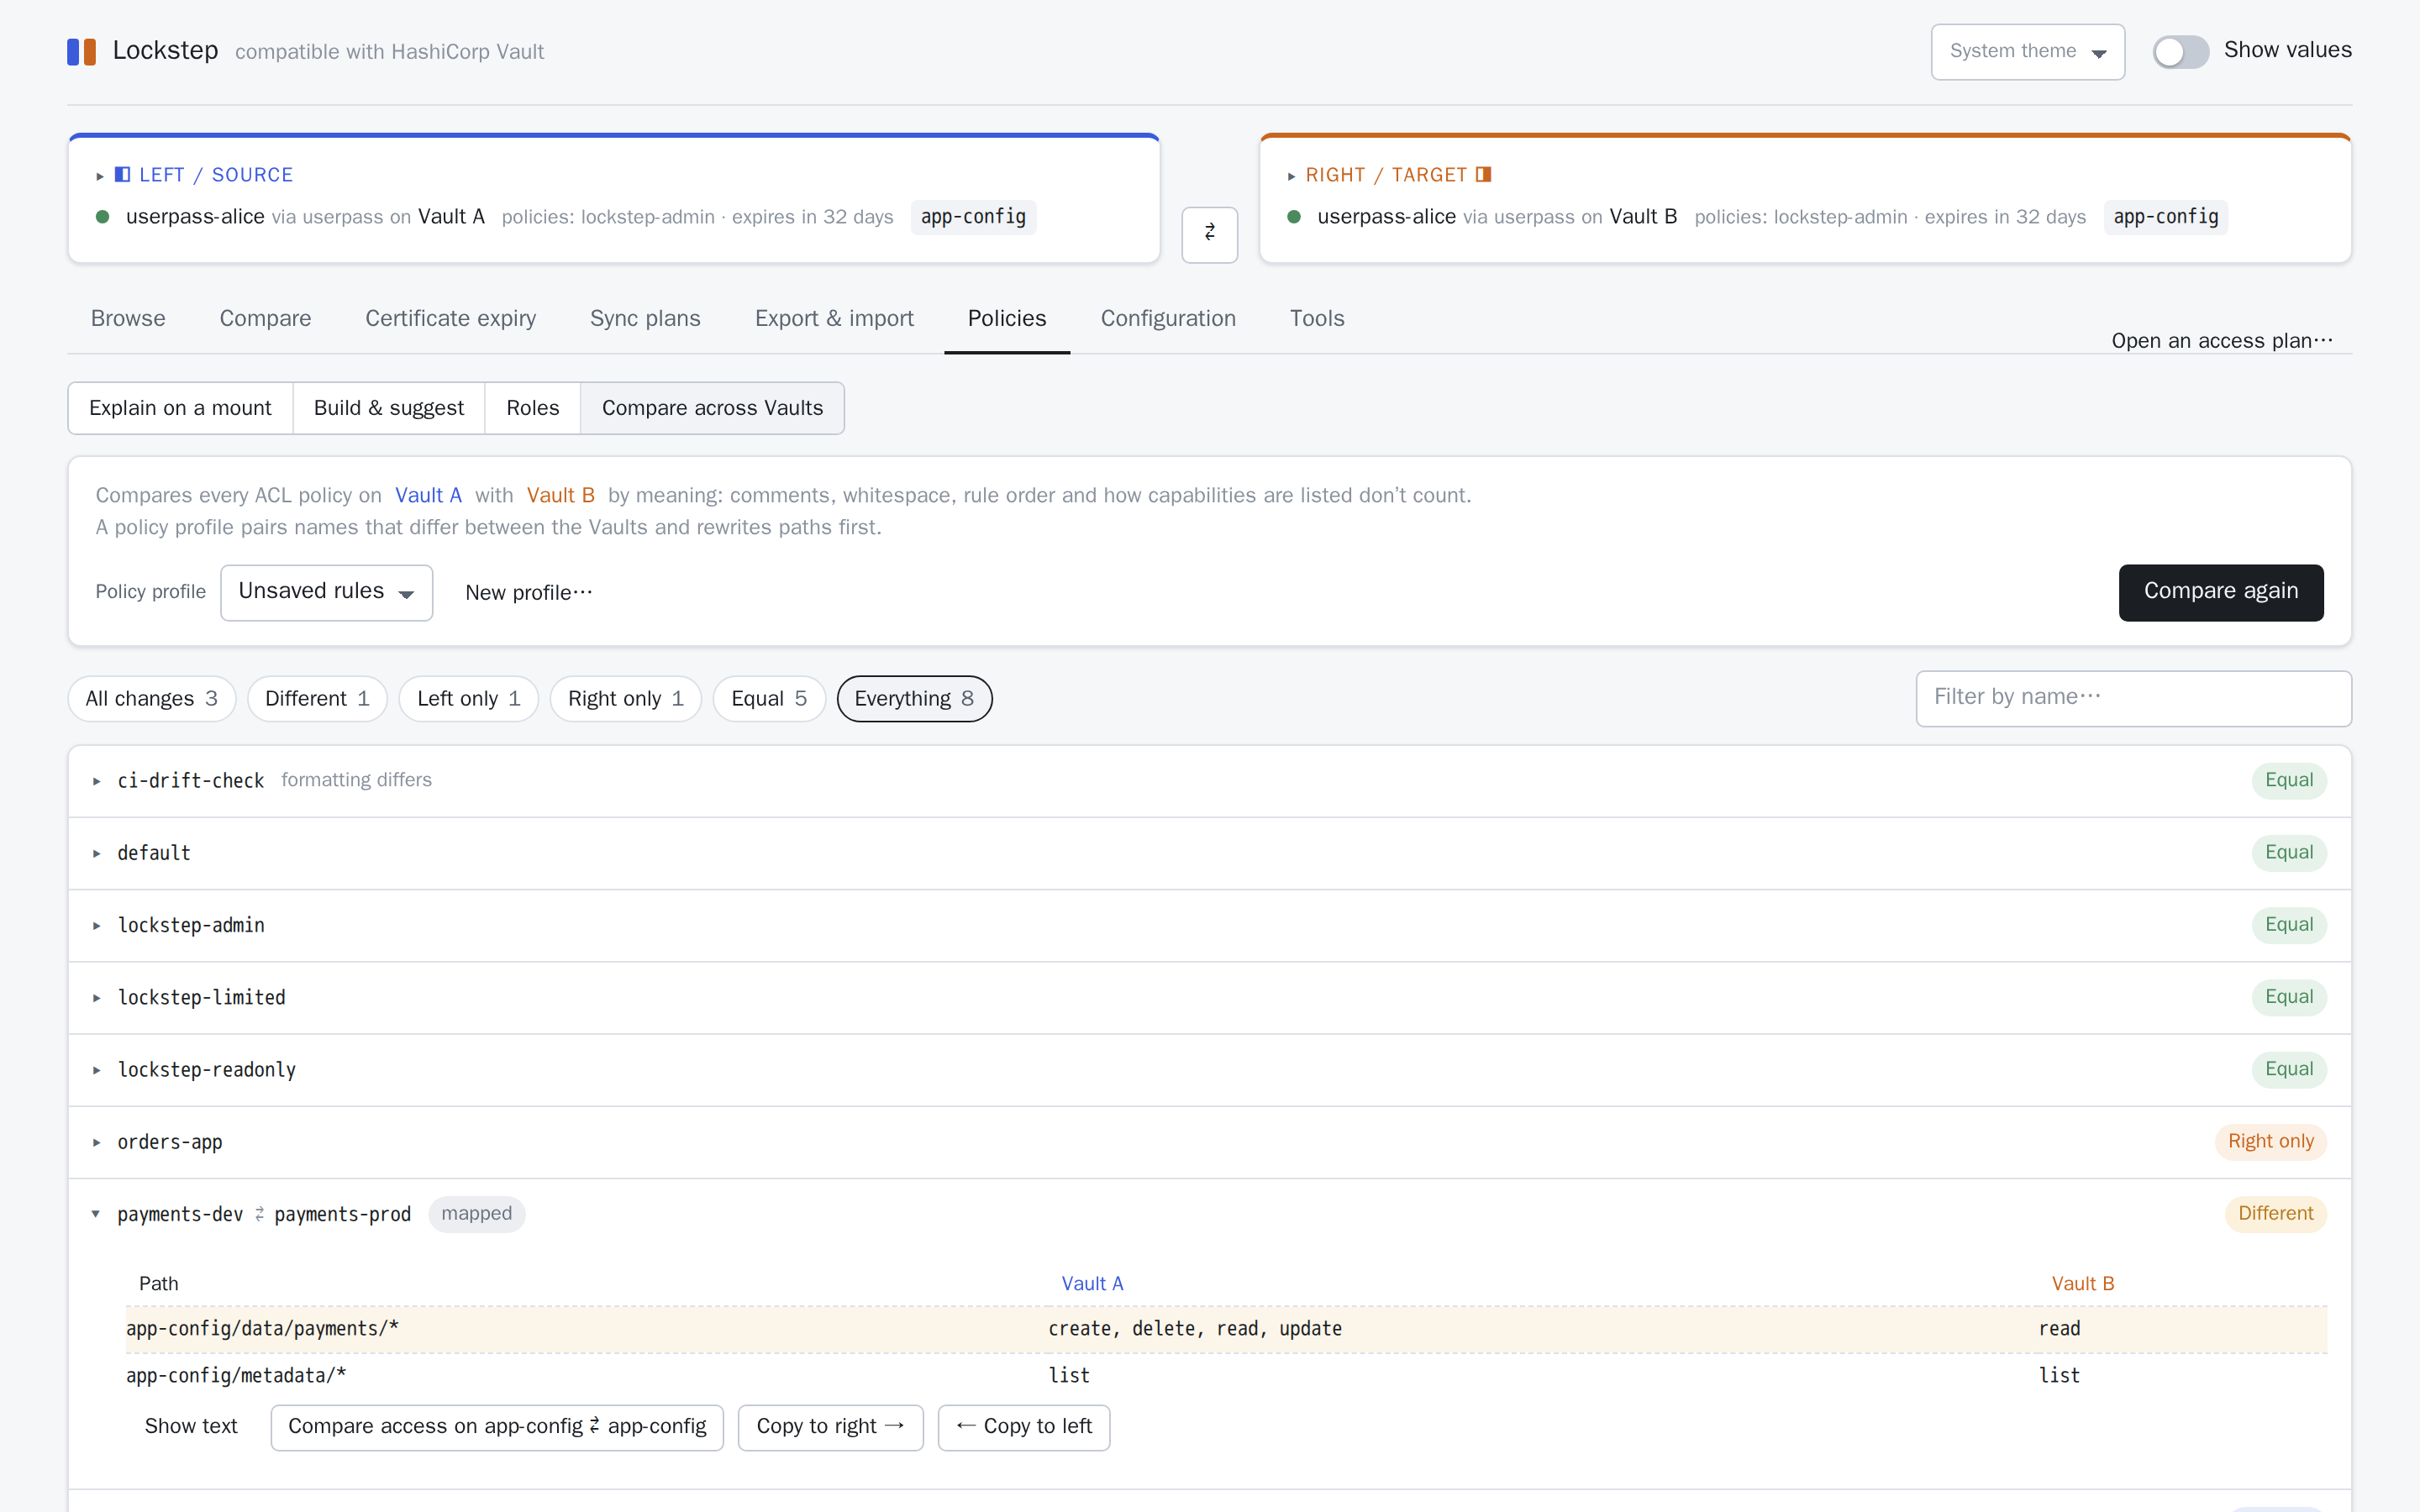 Lockstep compatible with HashiCorp Vault
System theme
Show values
LEFT / SOURCE
userpass-alice via userpass on Vault A policies: lockstep-admin · expires in 32 days app-config
RIGHT / TARGET
userpass-alice via userpass on Vault B policies: lockstep-admin · expires in 32 days app-config
Browse Compare Certificate expiry Sync plans Export & import Policies Configuration Tools
Open an access plan···
Explain on a mount Build & suggest Roles Compare across Vaults
Compares every ACL policy on Vault A with Vault B by meaning: comments, whitespace, rule order and how capabilities are listed don’t count.
A policy profile pairs names that differ between the Vaults and rewrites paths first.
Policy profile Unsaved rules New profile···
Compare again
All changes 3 Different 1 Left only 1 Right only 1 Equal 5 Everything 8
Filter by name···
ci-drift-check formatting differs Equal
default Equal
lockstep-admin Equal
lockstep-limited Equal
lockstep-readonly Equal
orders-app Right only
payments-dev ⇄ payments-prod mapped Different
Path Vault A Vault B
app-config/data/payments/* create, delete, read, update read
app-config/metadata/* list list
Show text Compare access on app-config ⇄ app-config Copy to right → ← Copy to left